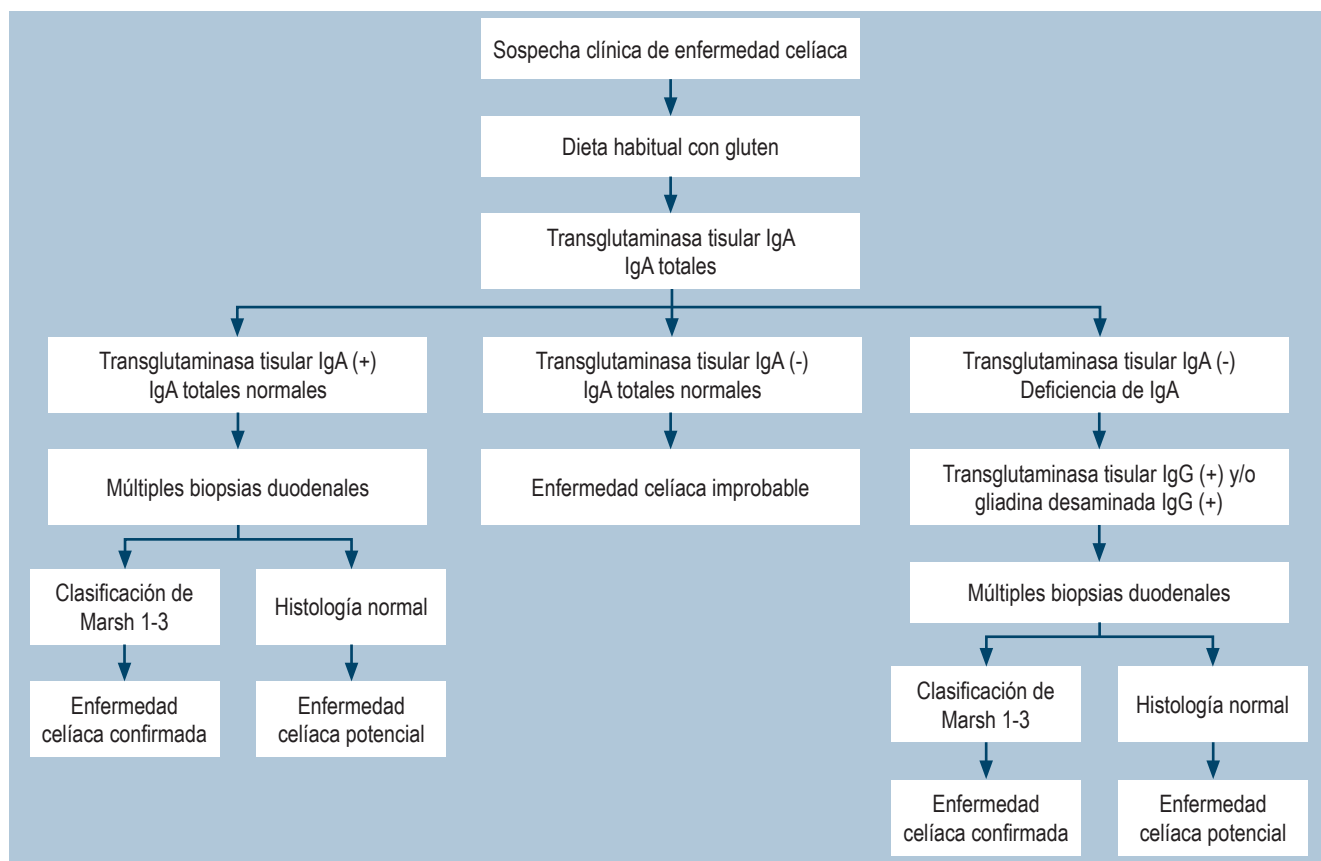 Sospecha clínica de enfermedad celíaca
Dieta habitual con gluten
Transglutaminasa tisular IgA
IgA totales
Transglutaminasa tisular IgA (+)
IgA totales normales
Transglutaminasa tisular IgA (-)
IgA totales normales
Transglutaminasa tisular IgA (-)
Deficiencia de IgA
Múltiples biopsias duodenales
Enfermedad celíaca improbable
Transglutaminasa tisular IgG (+) y/o
gliadina desaminada IgG (+)
Clasificación de
Marsh 1-3
Histología normal
Múltiples biopsias duodenales
Enfermedad
celíaca confirmada
Enfermedad
celíaca potencial
Clasificación de
Marsh 1-3
Histología normal
Enfermedad
celíaca confirmada
Enfermedad
celíaca potencial